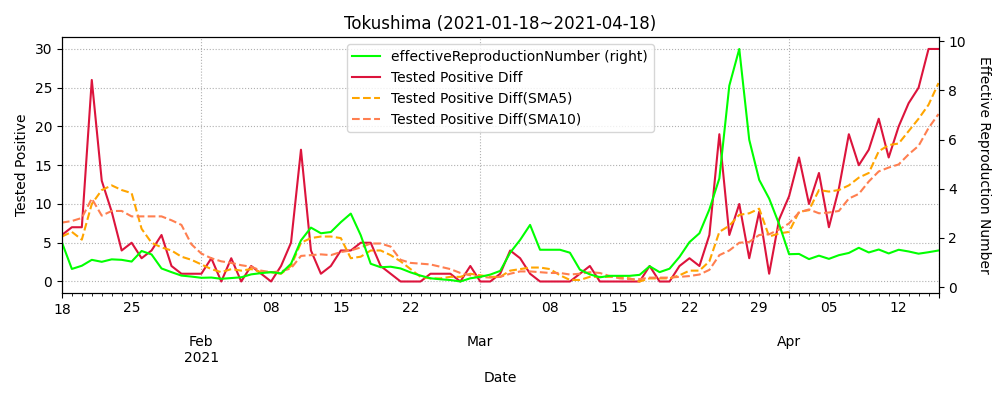 Tokushima (2021-01-18~2021-04-18)
effectiveReproductionNumber (right)
Tested Positive Diff
Tested Positive Diff(SMA5)
Tested Positive Diff(SMA10)
Tested Positive
30
25
20
15
10
5
0
10
8
6
4
2
0
Effective Reproduction Number
18 25 08 15 22 08 15 22 29 05 12
Feb Mar Apr
2021
Date